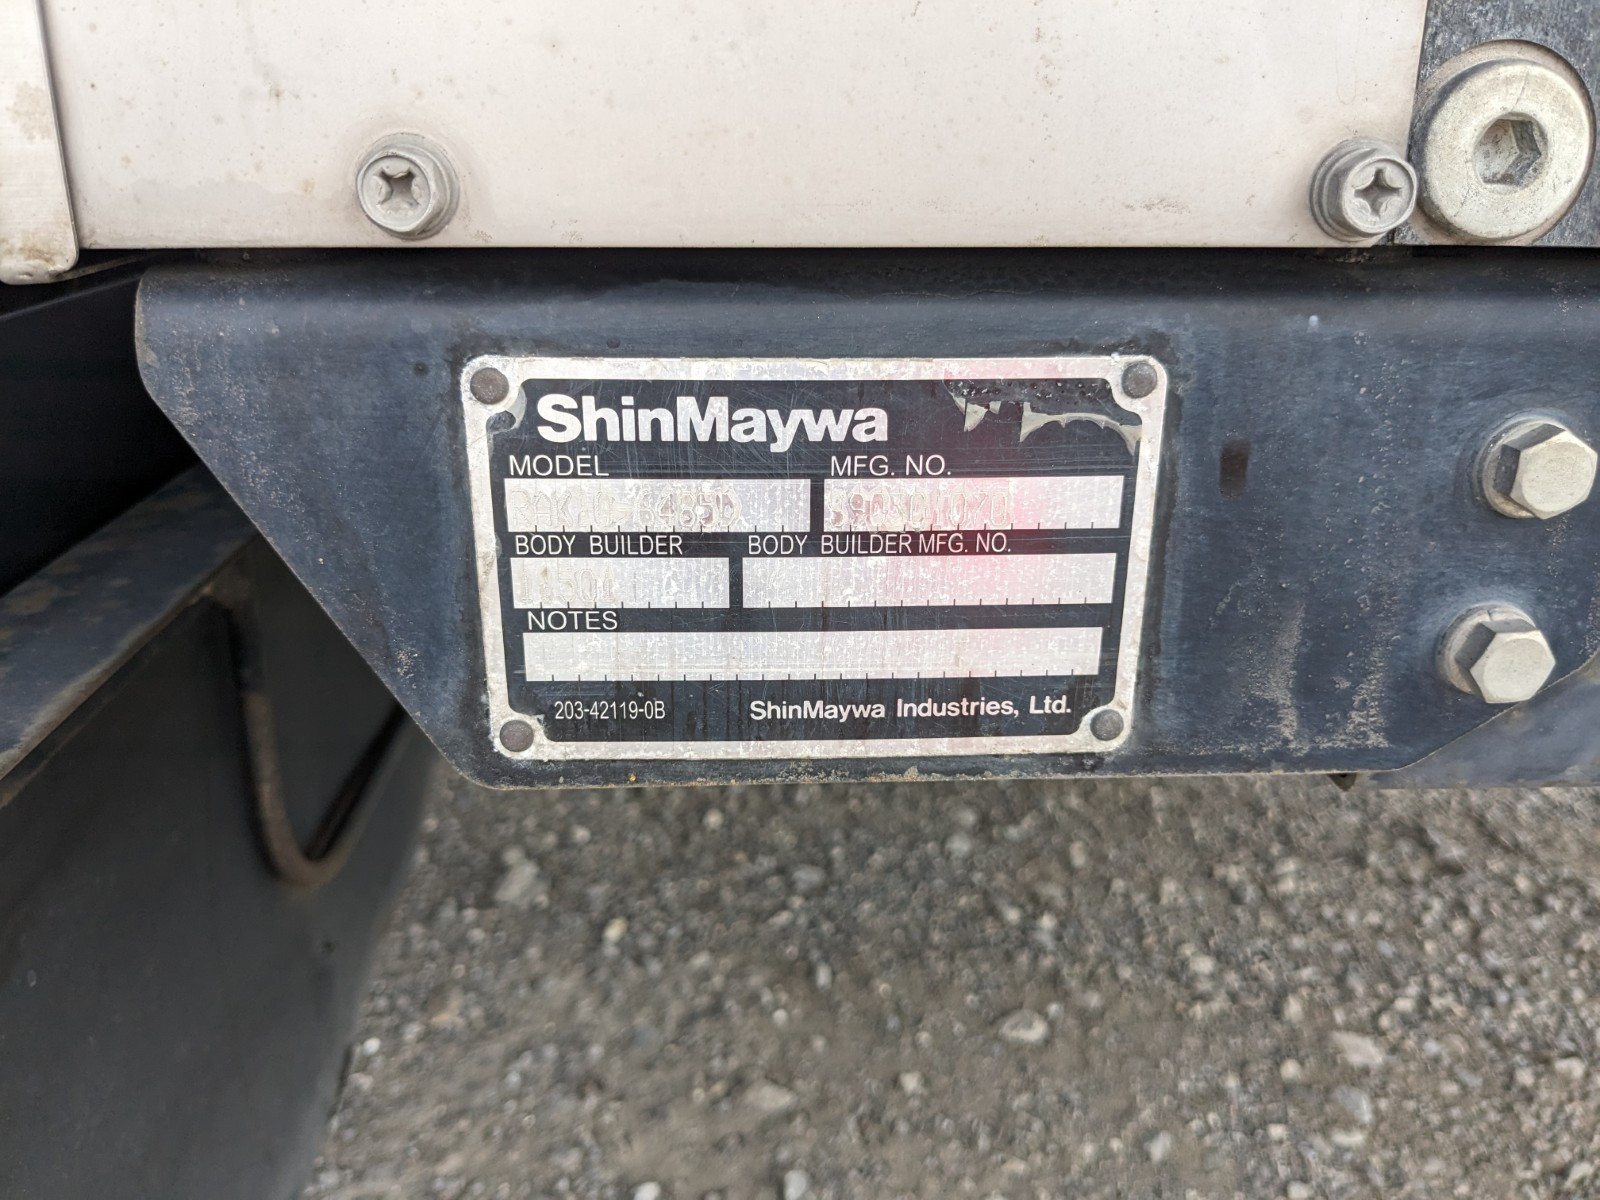 ShinMaywa
MODEL MFG. NO.
BODY BUILDER BODY BUILDER MFG. NO.
NOTES
203-42119-0B ShinMaywa Industries, Ltd.